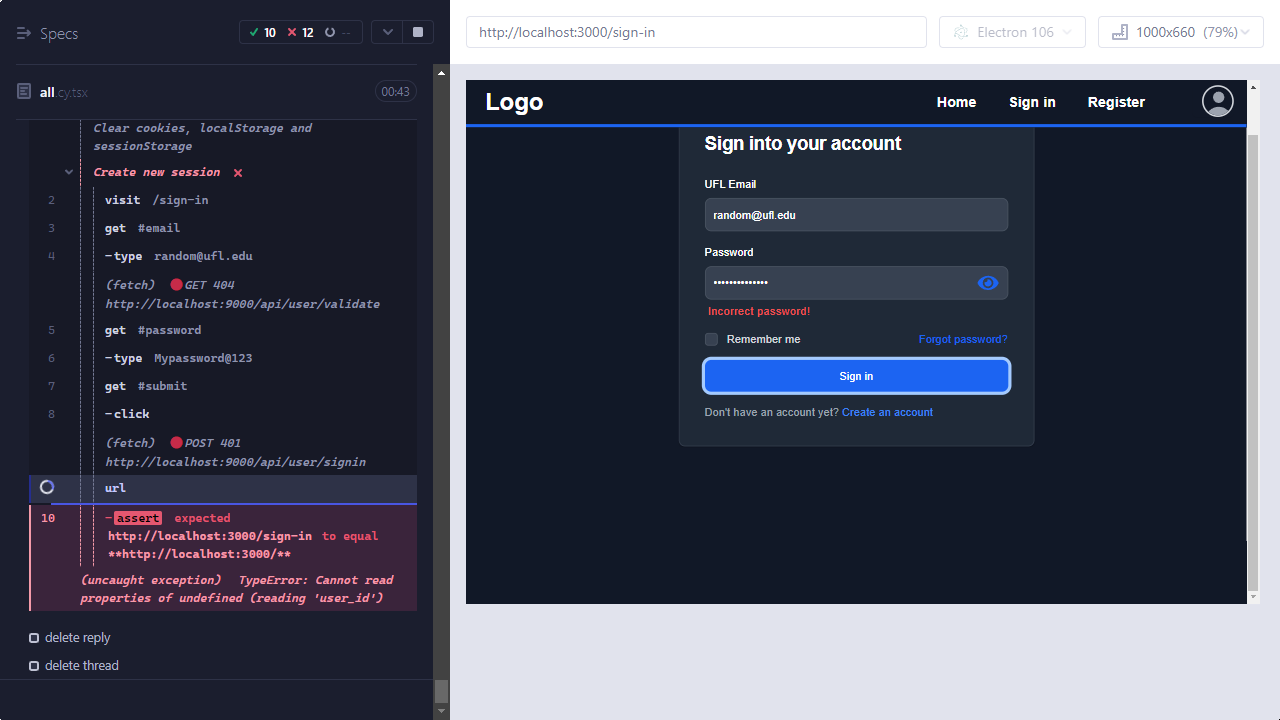 Specs
10 12 --
all.cy.tsx
00:43
Clear cookies, localStorage and
sessionStorage
Create new session
2 visit /sign-in
3 get #email
4 -type random@ufl.edu
(fetch) GET 404
http://localhost:9000/api/user/validate
5 get #password
6 -type Mypassword@123
7 get #submit
8 -click
(fetch) POST 401
http://localhost:9000/api/user/signin
url
10 -assert expected
http://localhost:3000/sign-in to equal
**http://localhost:3000/**
(uncaught exception) TypeError: Cannot read
properties of undefined (reading 'user_id')
delete reply
delete thread
http://localhost:3000/sign-in
Electron 106
1000x660 (79%)
Logo
Home Sign in Register
Sign into your account
UFL Email
random@ufl.edu
Password
••••••••••••••
Incorrect password!
Remember me Forgot password?
Sign in
Don't have an account yet? Create an account